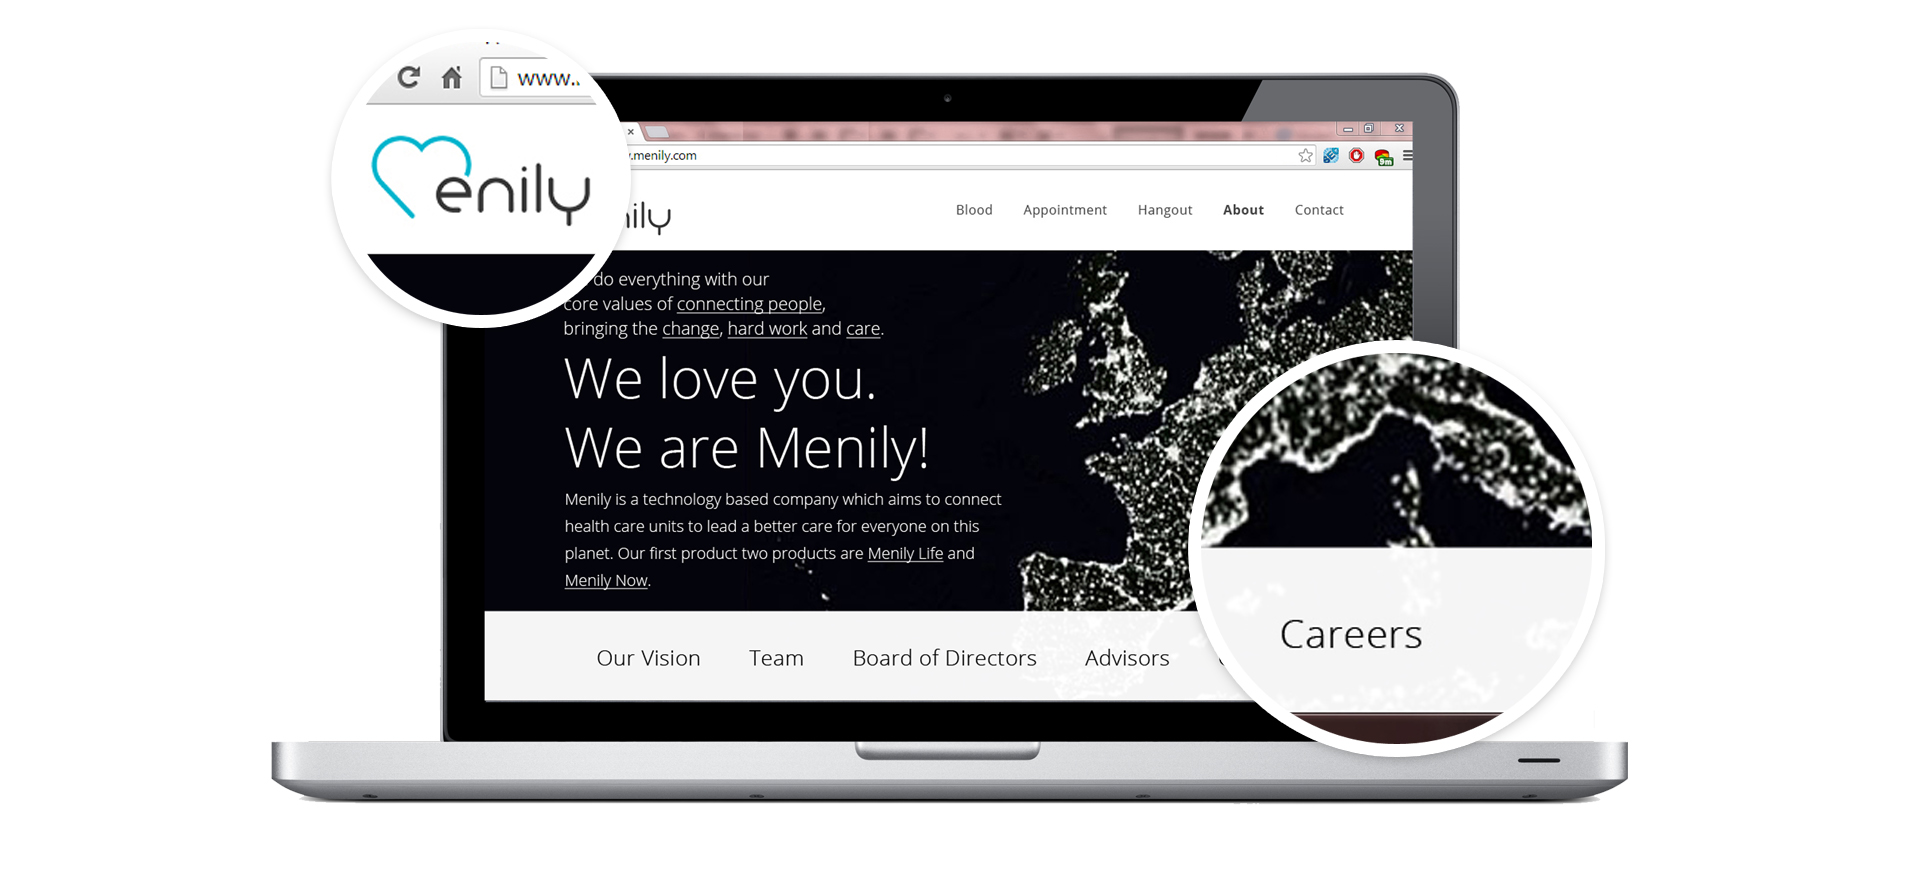 www.
enily
.menily.com
nily
Blood Appointment Hangout About Contact
do everything with our
core values of connecting people,
bringing the change, hard work and care.
We love you.
We are Menily!
Menily is a technology based company which aims to connect
health care units to lead a better care for everyone on this
planet. Our first product two products are Menily Life and
Menily Now.
Our Vision Team Board of Directors Advisors
Careers
9m